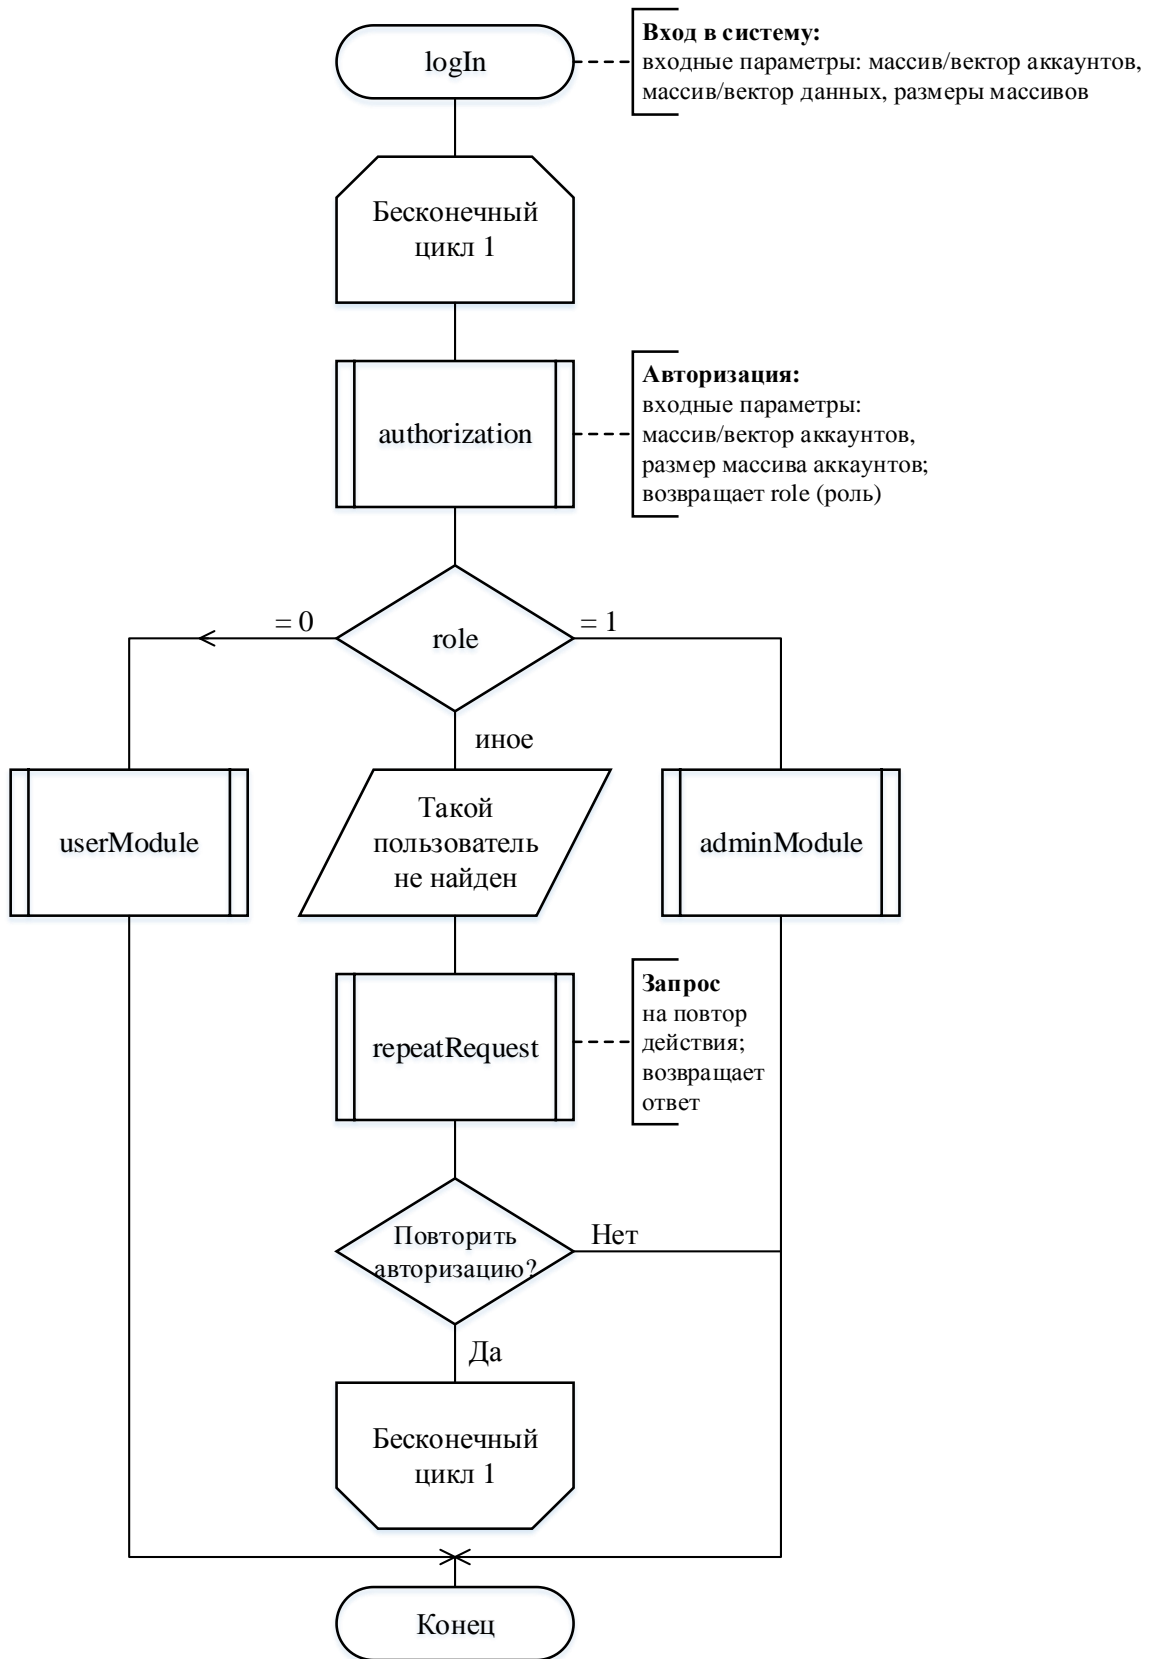 logIn
Вход в систему:
входные параметры: массив/вектор аккаунтов,
массив/вектор данных, размеры массивов
Бесконечный
цикл 1
authorization
Авторизация:
входные параметры:
массив/вектор аккаунтов,
размер массива аккаунтов;
возвращает role (роль)
= 0
role
= 1
иное
userModule
Такой
пользователь
не найден
adminModule
repeatRequest
Запрос
на повтор
действия;
возвращает
ответ
Повторить
авторизацию?
Нет
Да
Бесконечный
цикл 1
Конец